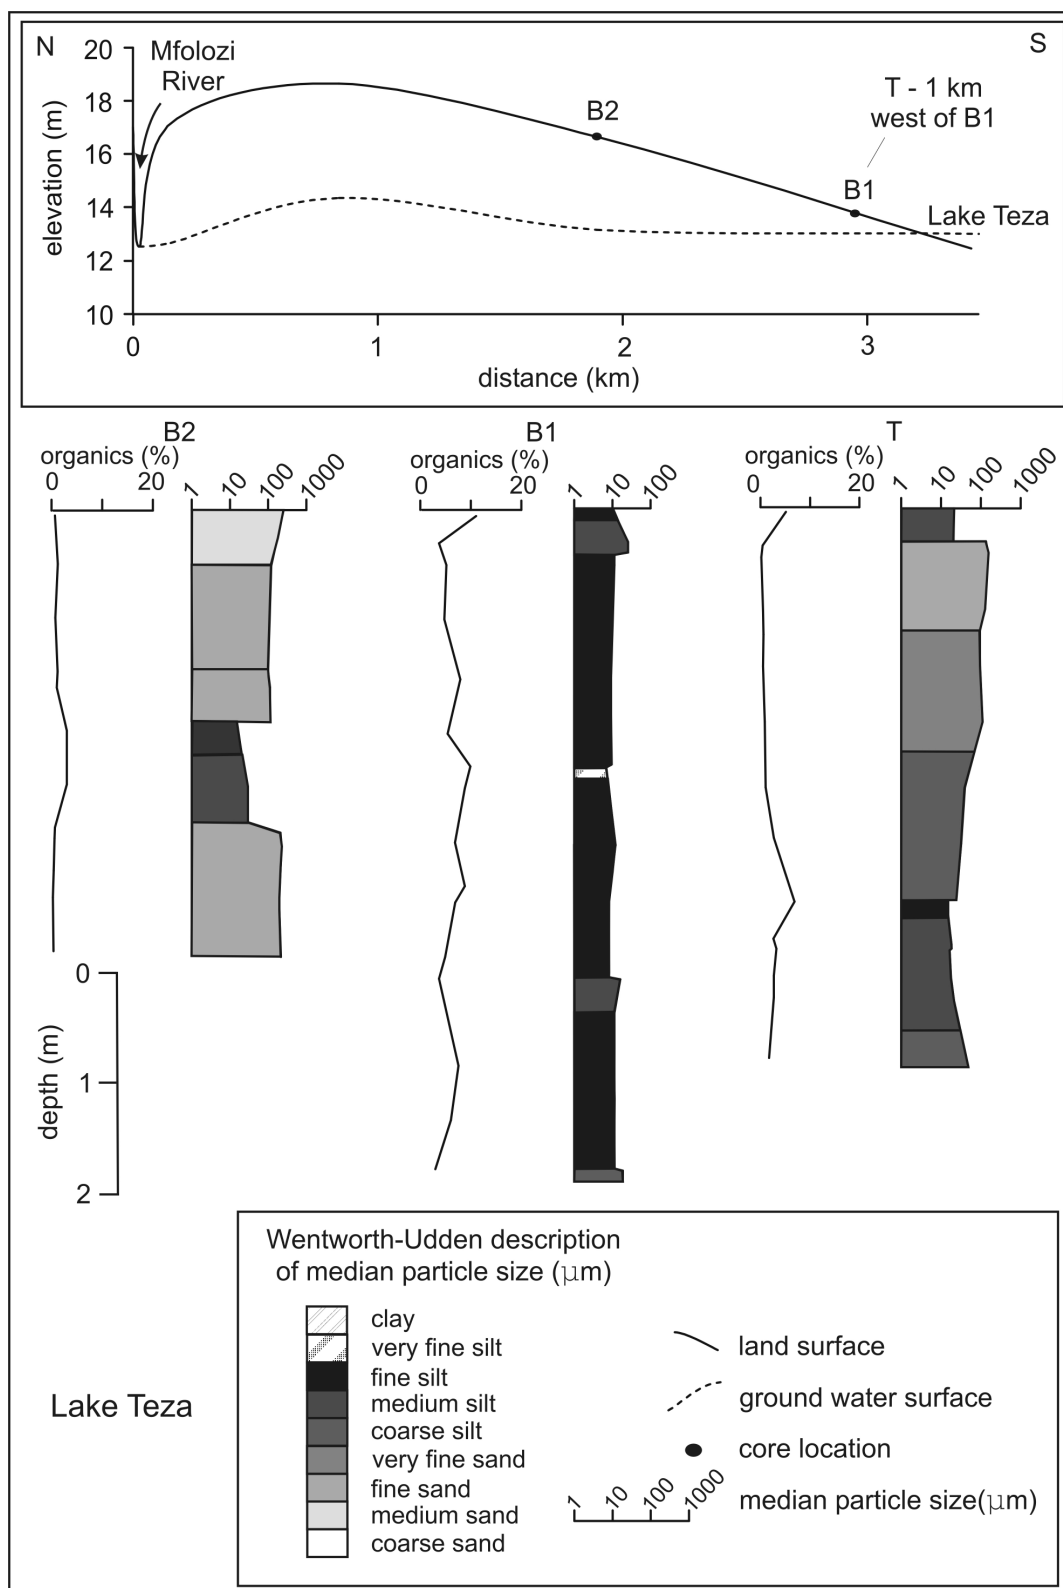 N
S
20
18
16
14
12
10
elevation (m)
Mfolozi
River
B2
T - 1 km
west of B1
B1
Lake Teza
0
1
2
3
distance (km)
B2
organics (%)
0
20
1
10
100
1000
B1
organics (%)
0
20
1
10
100
T
organics (%)
0
20
1
10
100
1000
0
1
2
depth (m)
Wentworth-Udden description
of median particle size (μm)
clay
very fine silt
fine silt
medium silt
coarse silt
very fine sand
fine sand
medium sand
coarse sand
land surface
ground water surface
core location
1
10
100
1000
median particle size(μm)
Lake Teza